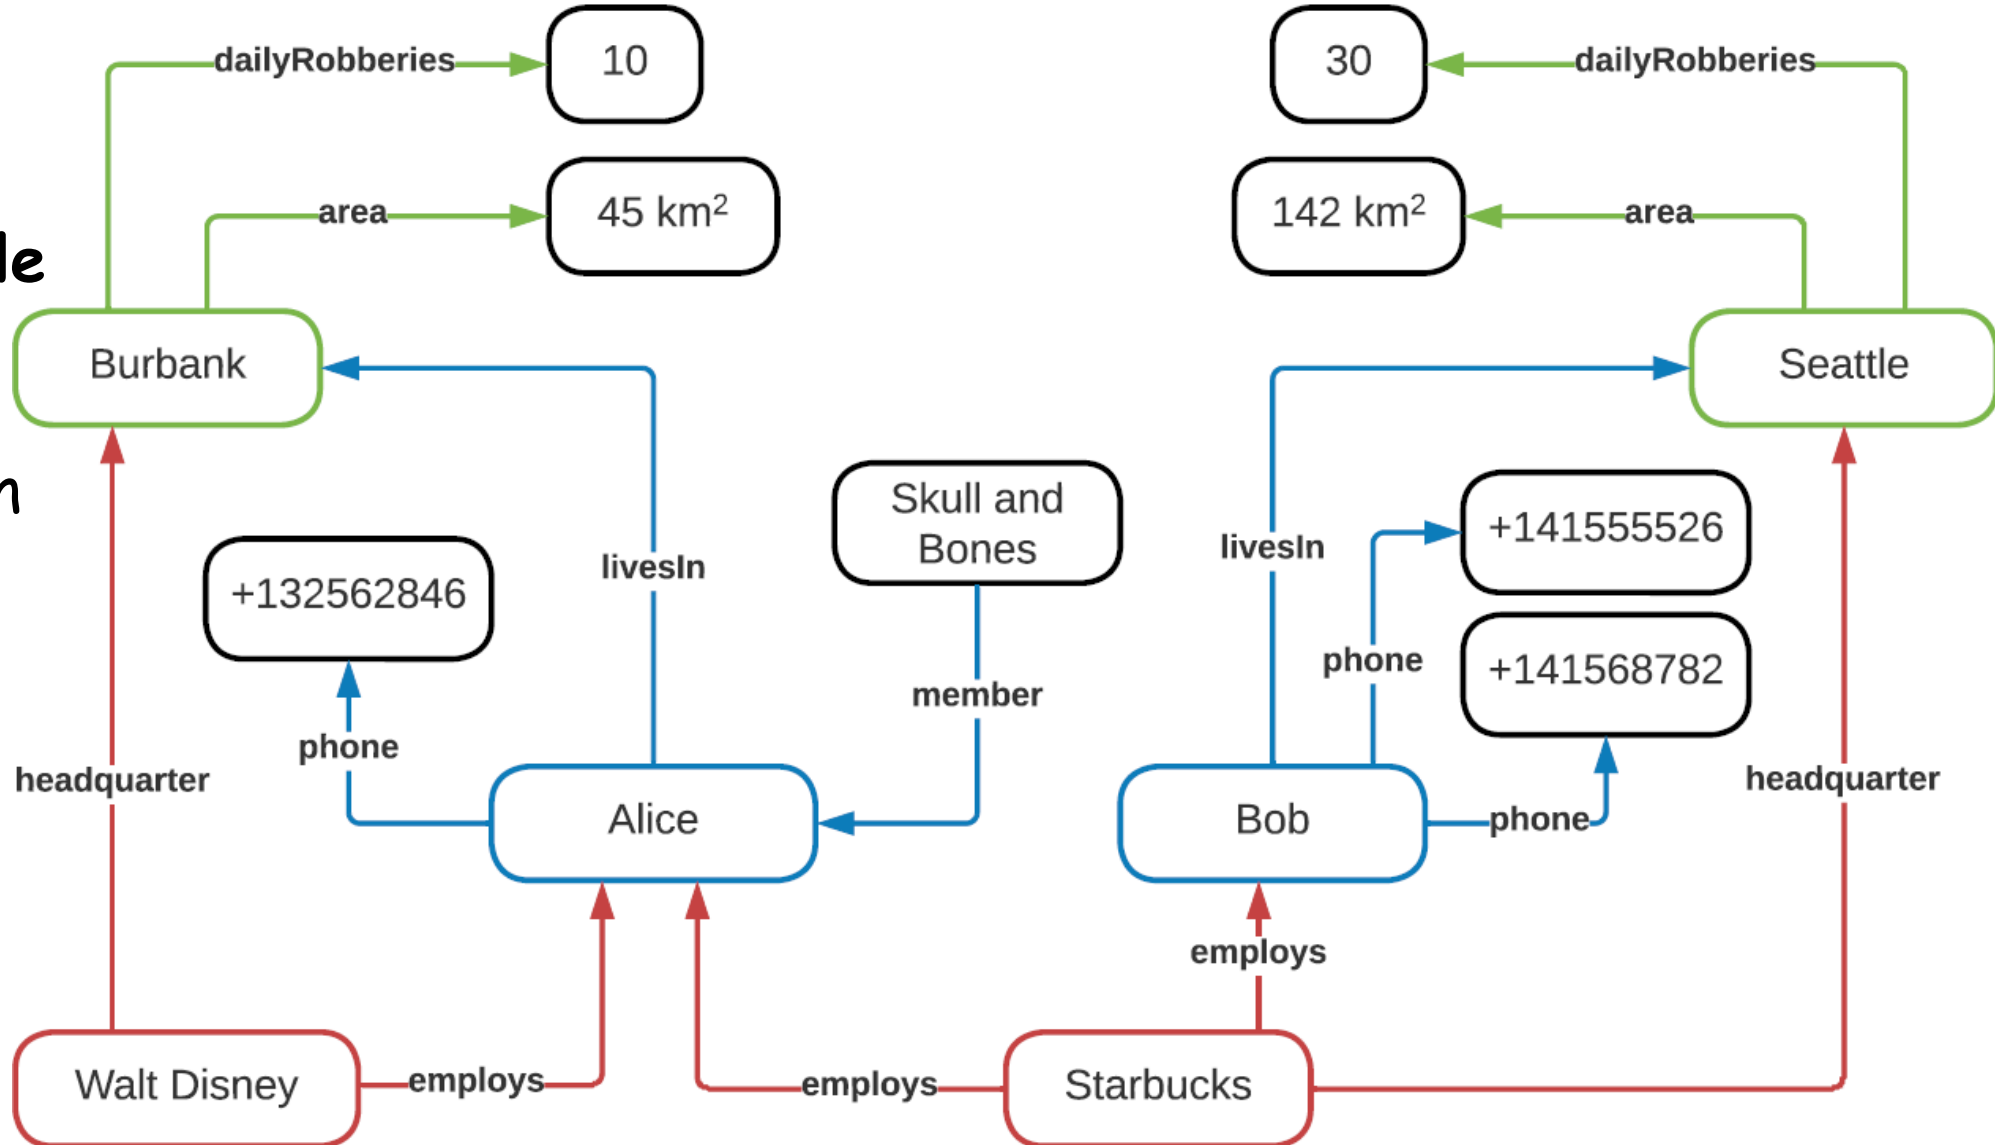 dailyRobberies
10
30
dailyRobberies
area
45 km²
142 km²
area
Burbank
Seattle
Skull and
Bones
+141555526
livesIn
livesIn
+132562846
phone
+141568782
member
phone
headquarter
headquarter
Alice
Bob
phone
employs
Walt Disney
employs
employs
Starbucks